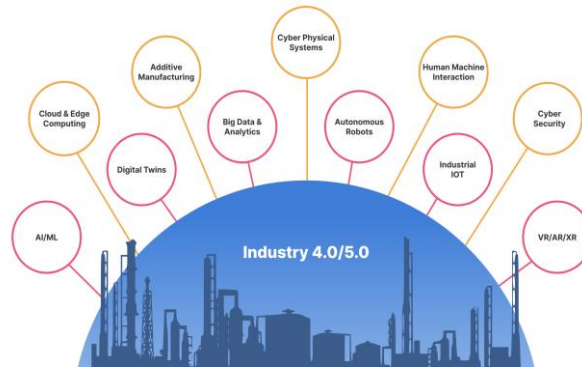 Cyber Physical
Systems
Additive
Manufacturing
Human Machine
Interaction
Cloud & Edge
Computing
Big Data &
Analytics
Autonomous
Robots
Cyber
Security
Digital Twins
Industrial
IOT
AI/ML
VR/AR/XR
Industry 4.0/5.0